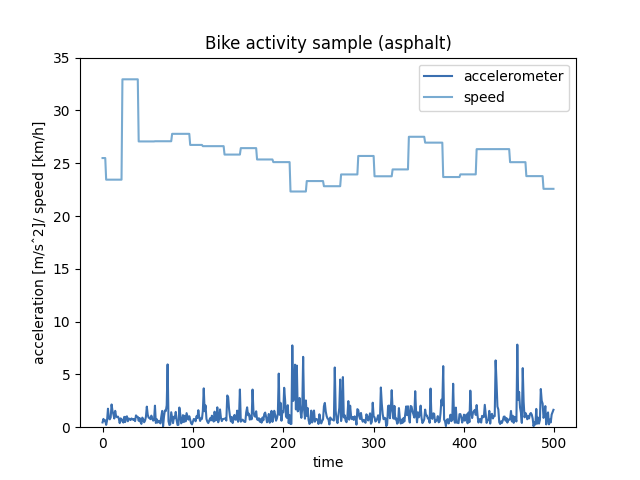 Bike activity sample (asphalt)
accelerometer
speed
acceleration [m/sˆ2]/ speed [km/h]
35
30
25
20
15
10
5
0
0 100 200 300 400 500
time